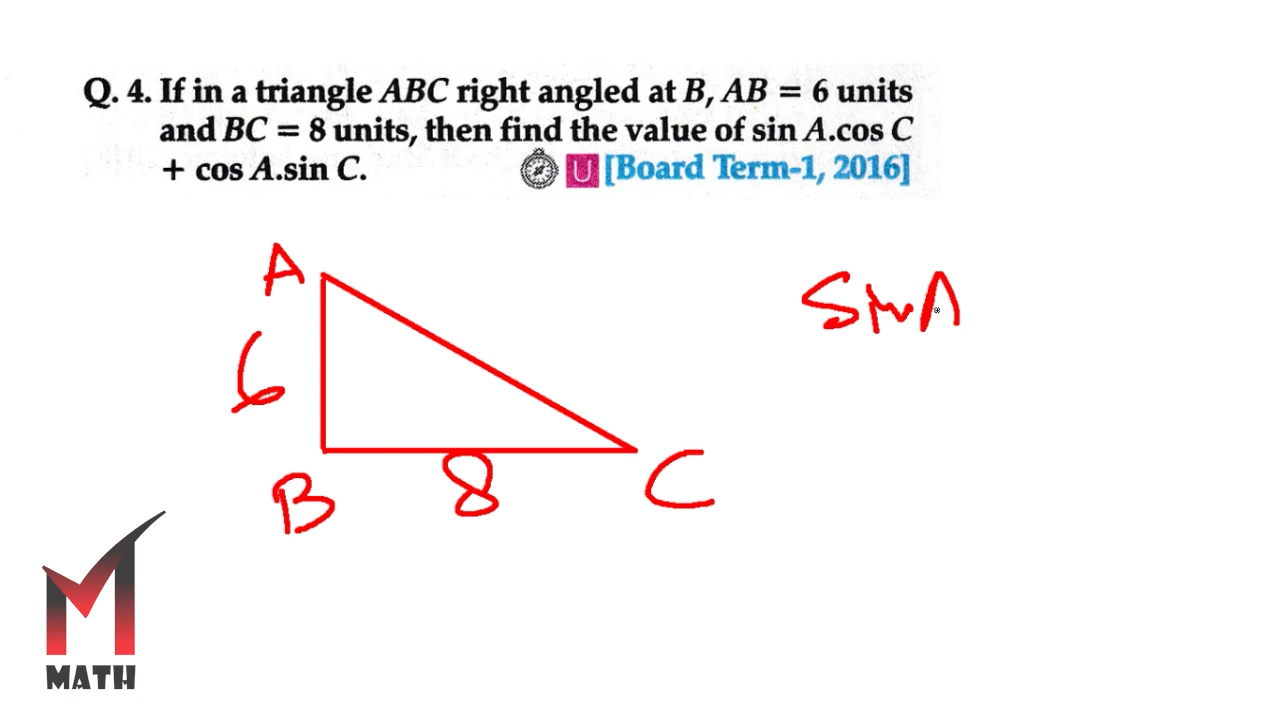 Q. 4. If in a triangle ABC right angled at B, AB = 6 units
and BC = 8 units, then find the value of sin A.cos C
+ cos A.sin C.
U [Board Term-1, 2016]
A
SinA
6
8
B
C
M
MATH